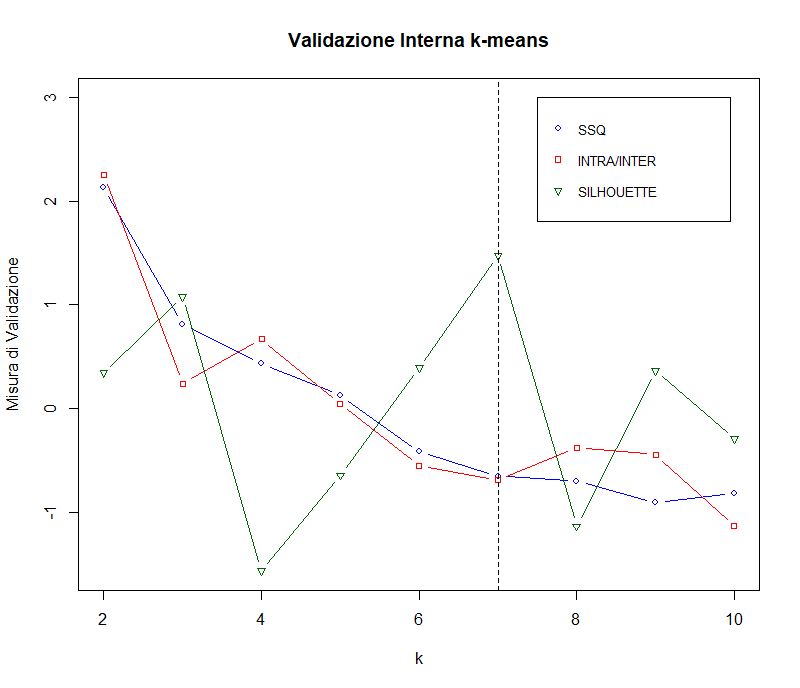 Validazione Interna k-means
Misura di Validazione
3
2
1
0
-1
SSQ
INTRA/INTER
SILHOUETTE
2 4 6 8 10
k